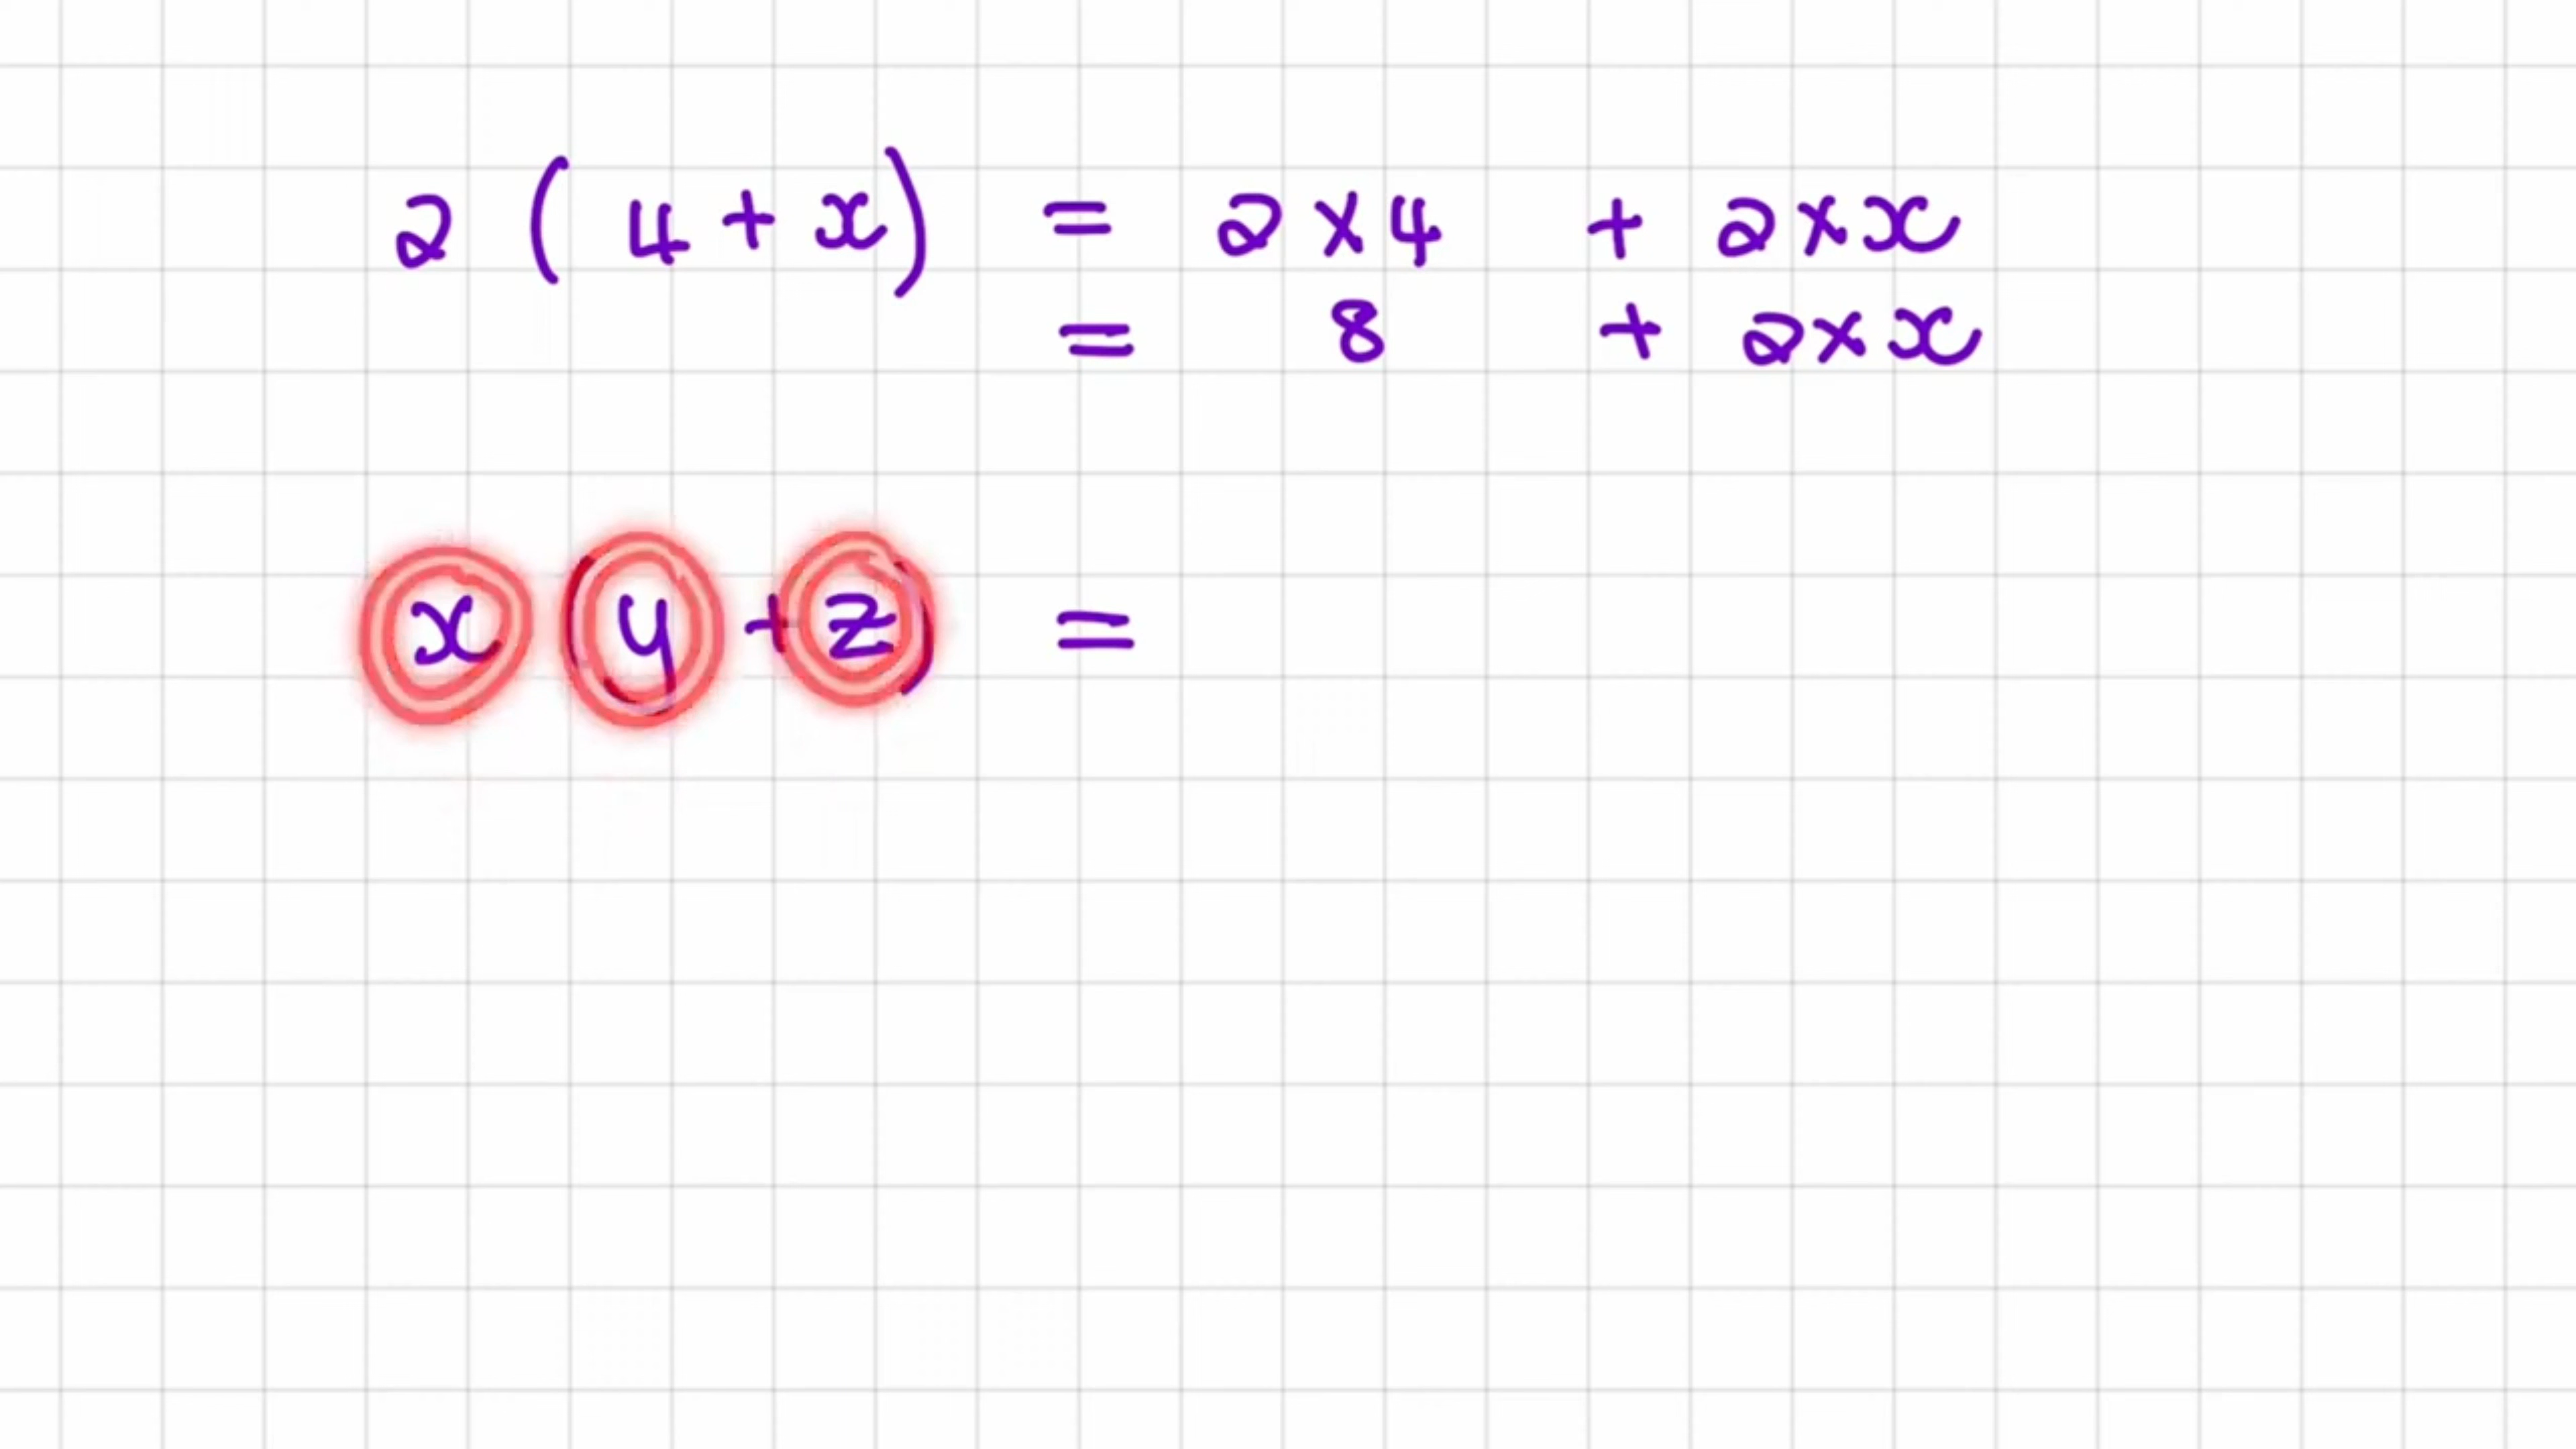 2 ( 4 + x ) = 2 × 4 + 2 × x
= 8 + 2 × x
x ( y + z ) =